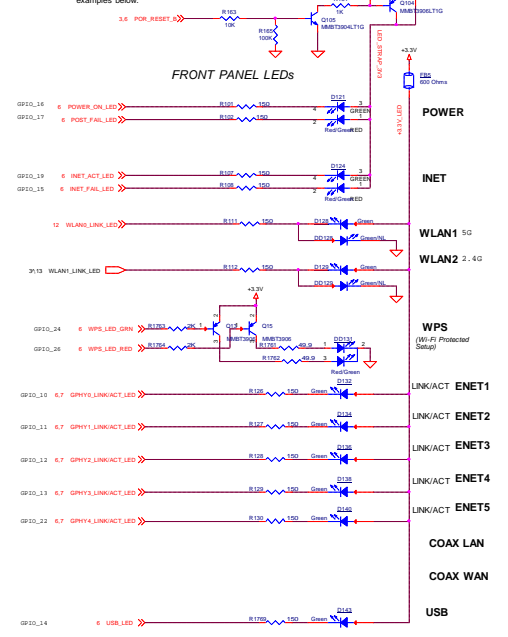 examples below.
R163
10K
3,6 POR_RESET_B
R165
100K
Q105
MMBT3904LT1G
1K
Q104
MMBT3906LT1G
LED_STRAP_3V3
+3.3V
FB5
600 Ohms
+3.3V_LED
FRONT PANEL LEDs
GPIO_16 6 POWER_ON_LED R101 150 D121 4 3 GREEN
GPIO_17 6 POST_FAIL_LED R102 150 2 1 Red/Green RED
POWER
GPIO_19 6 INET_ACT_LED R107 150 D124 4 3 GREEN
GPIO_15 6 INET_FAIL_LED R108 150 2 1 Red/Green RED
INET
12 WLAN0_LINK_LED R111 150 D128 Green
DD128 Green/NL
WLAN1 5G
WLAN1_LINK_LED R112 150 D129 Green
DD129 Green/NL
WLAN2 2.4G
+3.3V
GPIO_24 6 WPS_LED_GRN R1763 2K 1 2 3 Q15
MMBT3906
GPIO_26 6 WPS_LED_RED R1764 2K
R1761 49.9 1 DD131 2
R1762 49.9 3
Red/Green
WPS
(Wi-Fi Protected
Setup)
GPIO_10 6,7 GPHY0_LINK/ACT_LED R126 150 Green D132 LINK/ACT ENET1
GPIO_11 6,7 GPHY1_LINK/ACT_LED R127 150 Green D134 LINK/ACT ENET2
GPIO_12 6,7 GPHY2_LINK/ACT_LED R128 150 Green D136 LINK/ACT ENET3
GPIO_13 6,7 GPHY3_LINK/ACT_LED R129 150 Green D138 LINK/ACT ENET4
GPIO_22 6,7 GPHY4_LINK/ACT_LED R130 150 Green D140 LINK/ACT ENET5
COAX LAN
COAX WAN
GPIO_14 6 USB_LED R1769 150 Green D143 USB